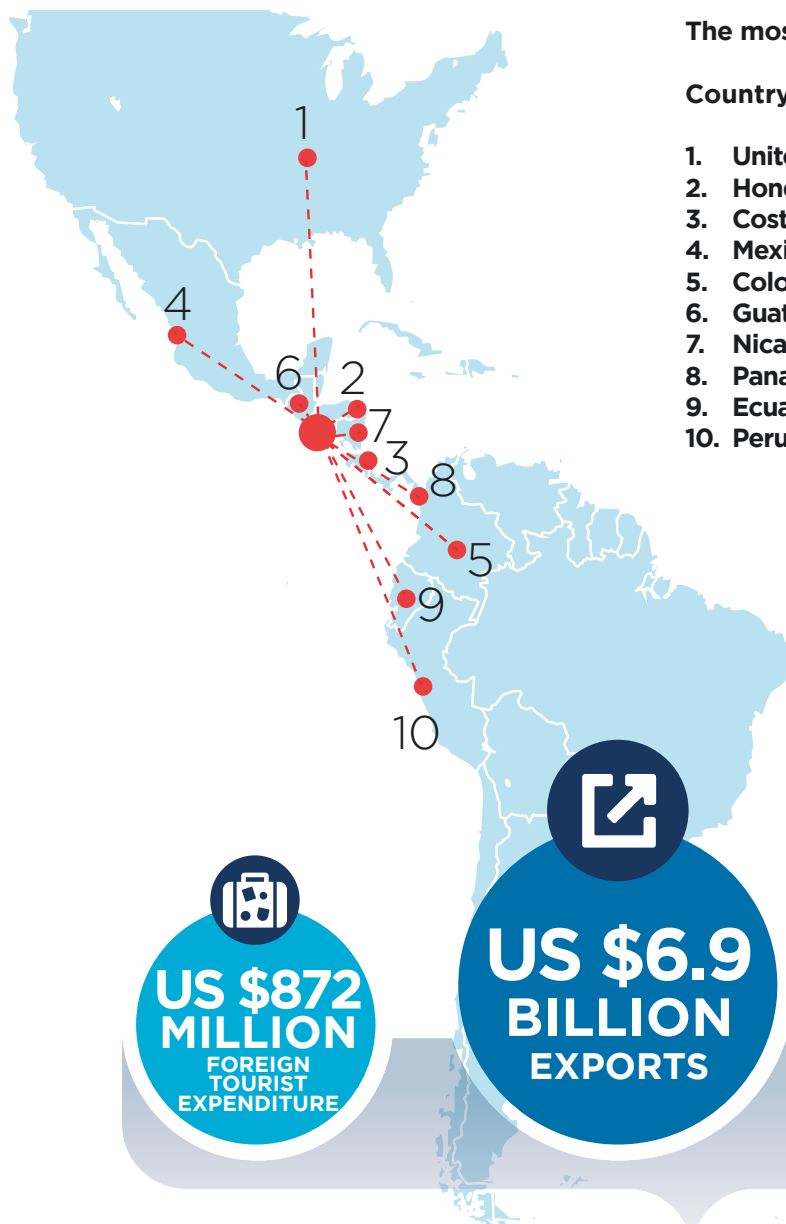 The mos
Country
1. Unite
2. Hond
3. Cost
4. Mexi
5. Colo
6. Guat
7. Nica
8. Pana
9. Ecua
10. Peru
1
4
6
2
7
3
8
5
9
10
US $872
MILLION
FOREIGN
TOURIST
EXPENDITURE
US $6.9
BILLION
EXPORTS